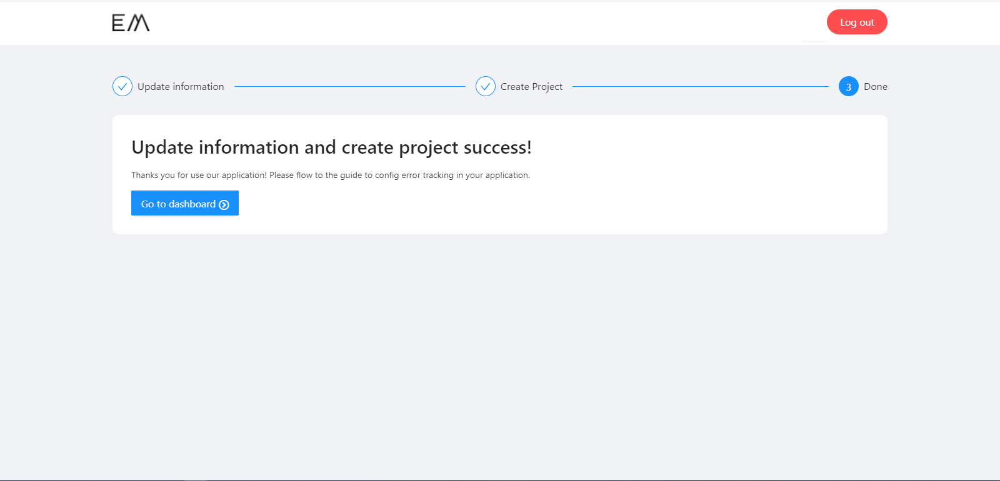 EM
Log out
Update information
Create Project
3 Done
Update information and create project success!
Thanks you for use our application! Please flow to the guide to config error tracking in your application.
Go to dashboard